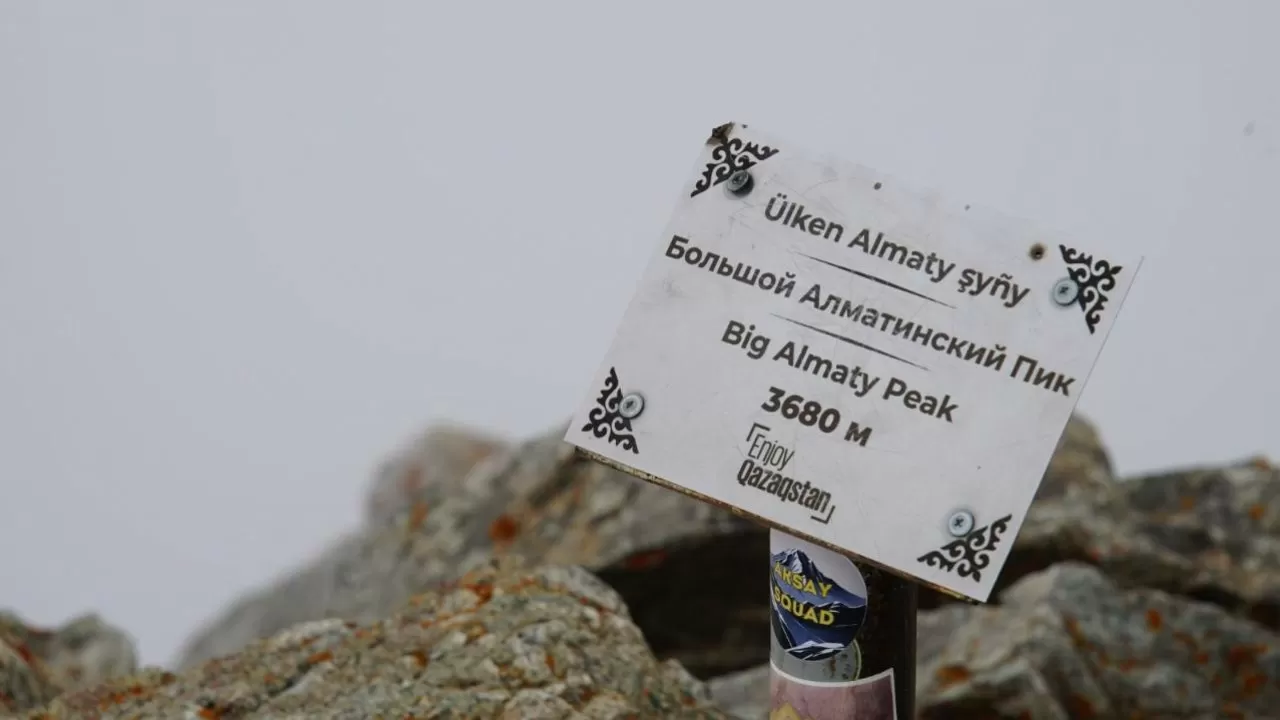 Ülken Almaty şyñy
Большой Алматинский Пик
Big Almaty Peak
3680 м
Enjoy
Qazaqstan
AKSAY
SQUAD